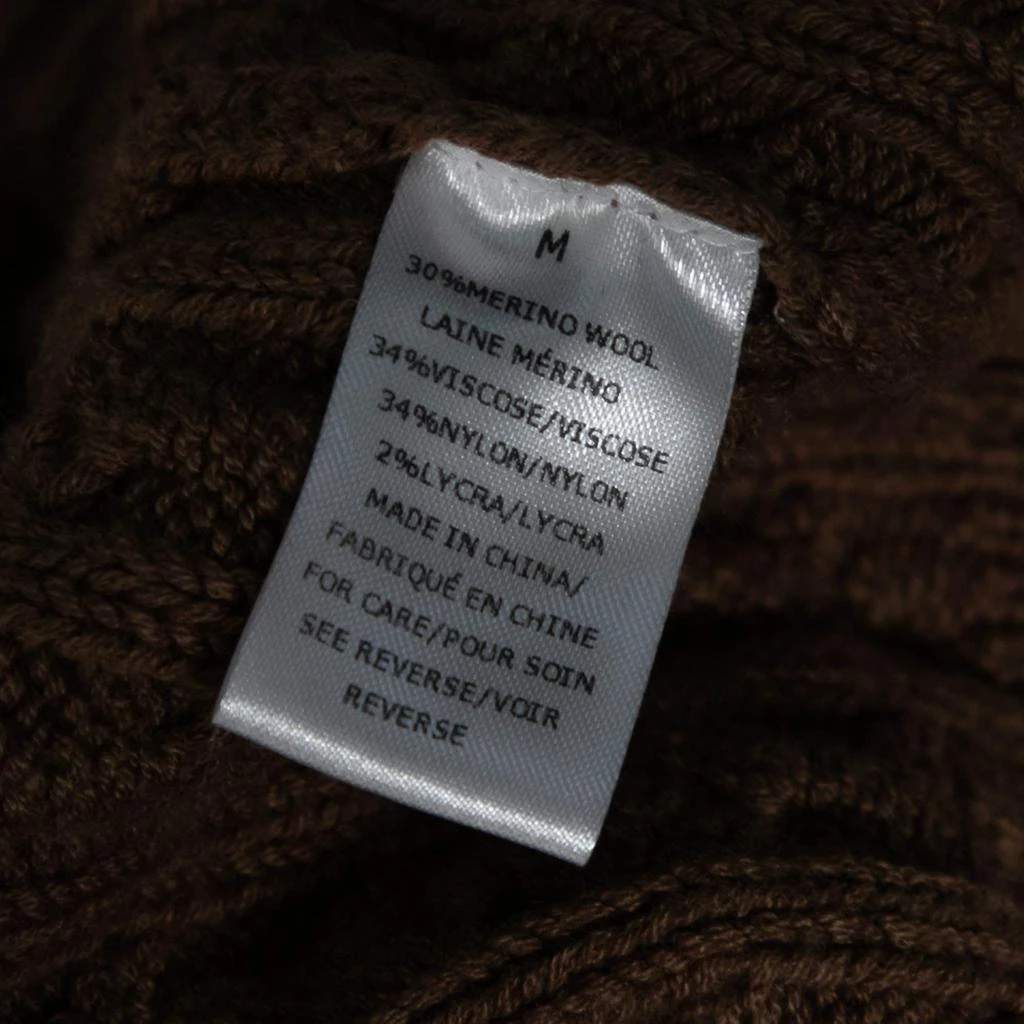 M
30%MERINO WOOL
LAINE MÉRINO
34%VISCOSE/VISCOSE
34%NYLON/NYLON
2%LYCRA/LYCRA
MADE IN CHINA/
FABRIQUÉ EN CHINE
FOR CARE/POUR SOIN
SEE REVERSE/VOIR
REVERSE